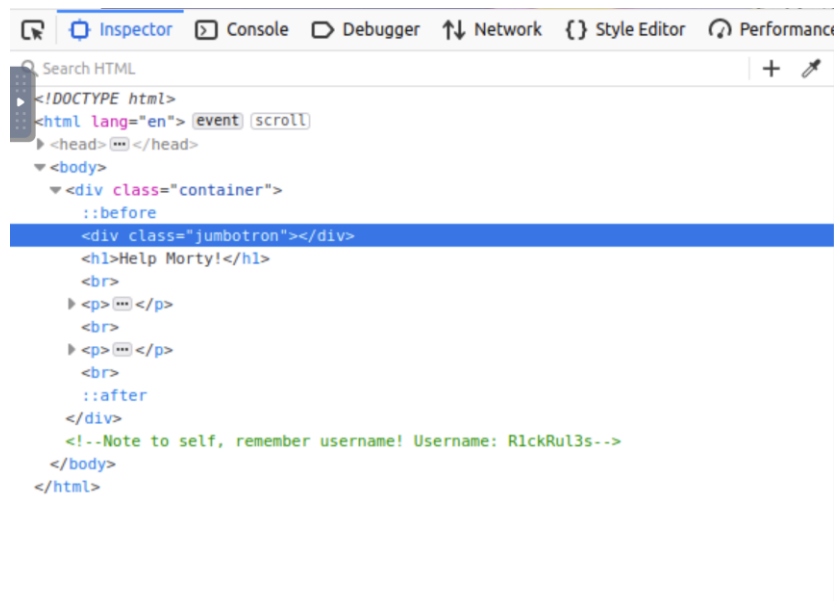 Inspector Console Debugger Network Style Editor Performance
Search HTML
<!DOCTYPE html>
<html lang="en"> event scroll
<head> ... </head>
<body>
<div class="container">
::before
<div class="jumbotron"></div>
<h1>Help Morty!</h1>
<br>
<p> ... </p>
<br>
<p> ... </p>
<br>
::after
</div>
<!--Note to self, remember username! Username: R1ckRul3s-->
</body>
</html>